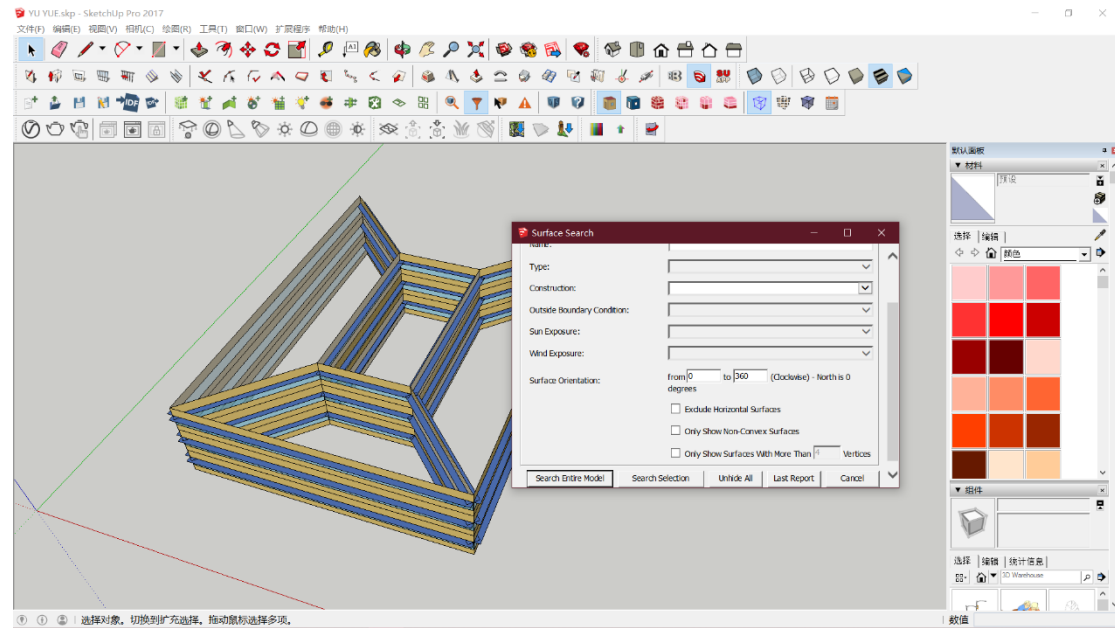 YU YUE.skp - SketchUp Pro 2017
文件(F) 编辑(E) 视图(V) 相机(C) 绘图(R) 工具(T) 窗口(W) 扩展程序 帮助(H)
A1
IDF
默认面板
▼ 材料
预设
选择 编辑
颜色
Surface Search
Name:
Type:
Construction:
Outside Boundary Condition:
Sun Exposure:
Wind Exposure:
Surface Orientation: from 0 to 360 (Clockwise) - North is 0
degrees
Exclude Horizontal Surfaces
Only Show Non-Convex Surfaces
Only Show Surfaces With More Than 4 Vertices
Search Entire Model Search Selection Unhide All Last Report Cancel
▼ 组件
选择 编辑 统计信息
3D Warehouse
选择对象。切换到扩充选择。拖动鼠标选择多项。
数值